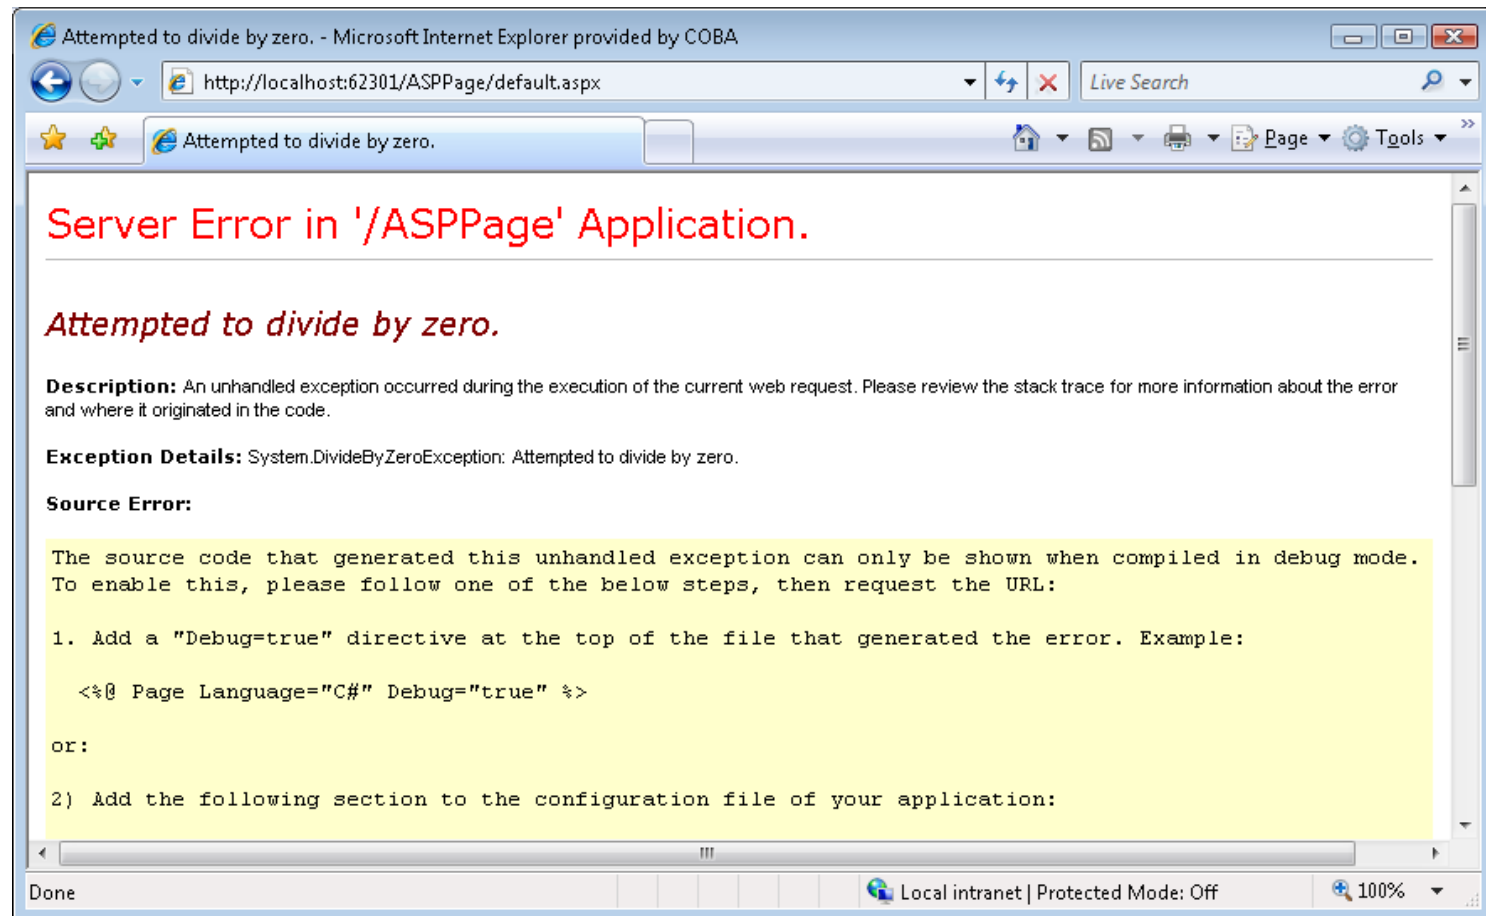 Attempted to divide by zero. - Microsoft Internet Explorer provided by COBA
http://localhost:62301/ASPPage/default.aspx
Live Search
Attempted to divide by zero.
Page
Tools
Server Error in '/ASPPage' Application.
Attempted to divide by zero.
Description: An unhandled exception occurred during the execution of the current web request. Please review the stack trace for more information about the error
and where it originated in the code.
Exception Details: System.DivideByZeroException: Attempted to divide by zero.
Source Error:
The source code that generated this unhandled exception can only be shown when compiled in debug mode.
To enable this, please follow one of the below steps, then request the URL:
1. Add a "Debug=true" directive at the top of the file that generated the error. Example:
<%@ Page Language="C#" Debug="true" %>
or:
2) Add the following section to the configuration file of your application:
Done
Local intranet | Protected Mode: Off
100%